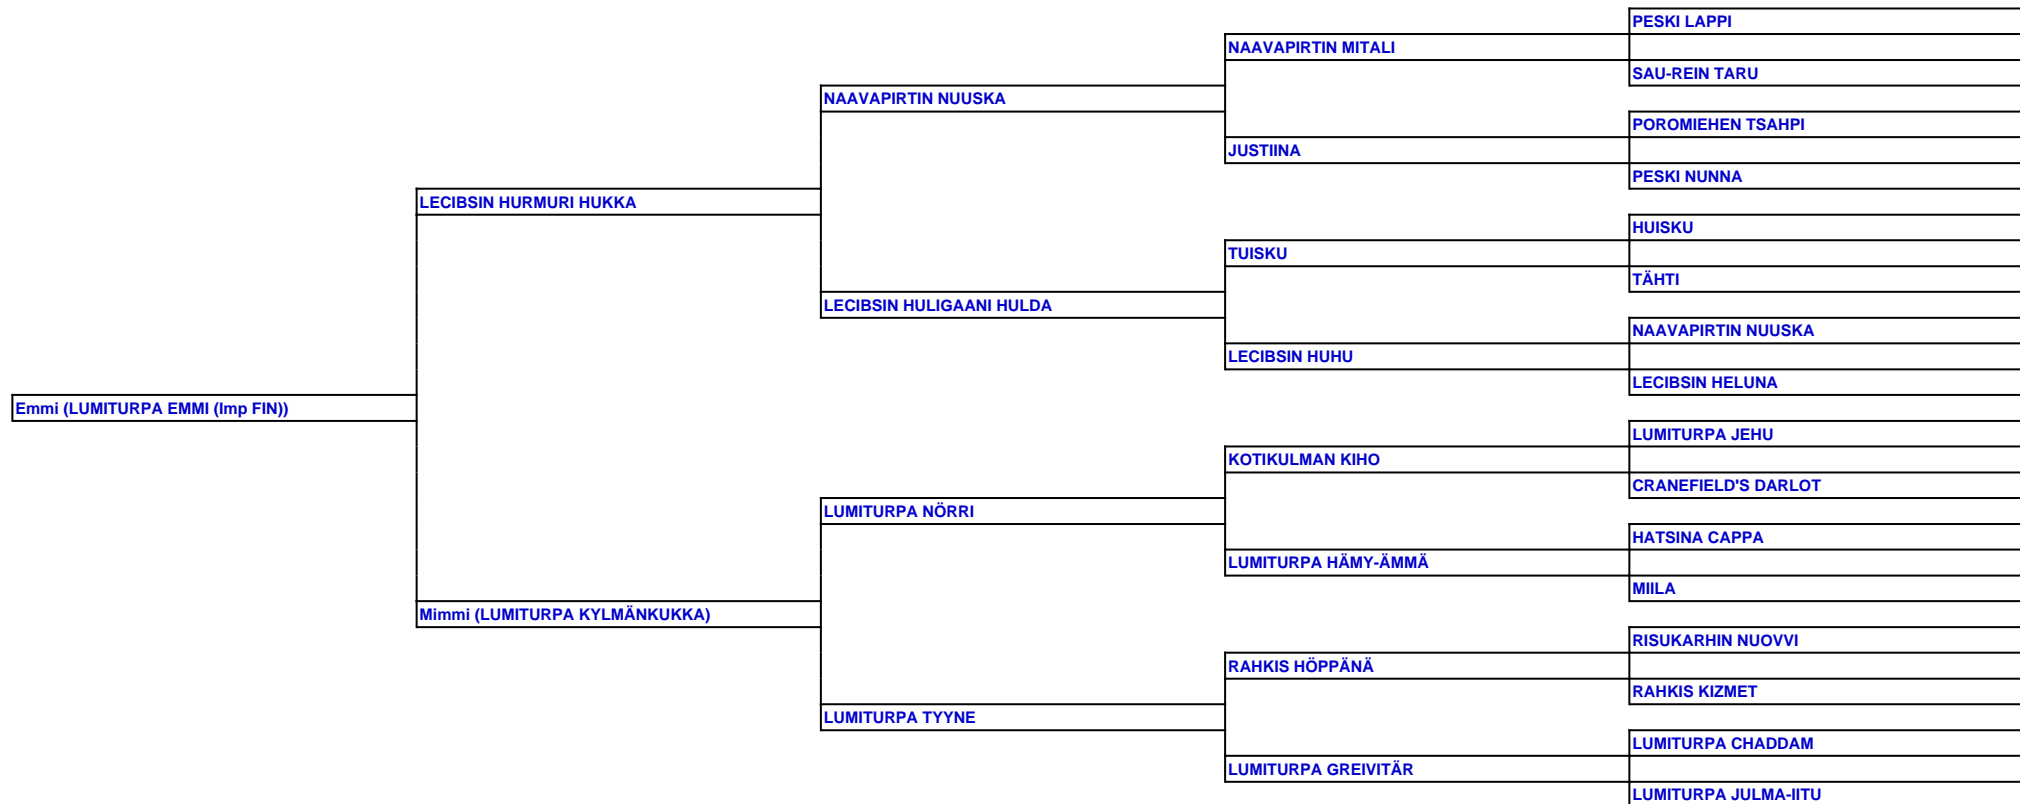 PESKI LAPPI
NAAVAPIRTIN MITALI
SAU-REIN TARU
NAAVAPIRTIN NUUSKA
POROMIEHEN TSAHPI
JUSTIINA
PESKI NUNNA
LECIBSIN HURMURI HUKKA
HUISKU
TUISKU
TÄHTI
LECIBSIN HULIGAANI HULDA
NAAVAPIRTIN NUUSKA
LECIBSIN HUHU
LECIBSIN HELUNA
Emmi (LUMITURPA EMMI (Imp FIN))
LUMITURPA JEHU
KOTIKULMAN KIHO
CRANEFIELD'S DARLOT
LUMITURPA NÖRRI
HATSINA CAPPA
LUMITURPA HÄMY-ÄMMÄ
MIILA
Mimmi (LUMITURPA KYLMÄNKUKKA)
RISUKARHIN NUOVVI
RAHKIS HÖPPÄNÄ
RAHKIS KIZMET
LUMITURPA TYYNE
LUMITURPA CHADDAM
LUMITURPA GREIVITÄR
LUMITURPA JULMA-IITU